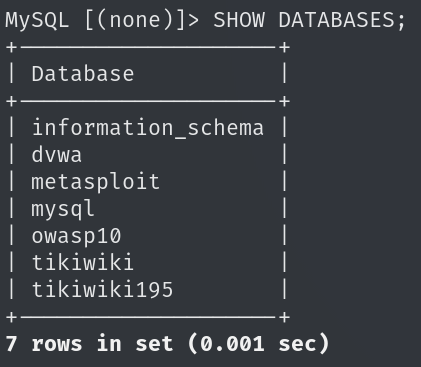 MySQL [(none)]> SHOW DATABASES;
+--------------------+
| Database           |
+--------------------+
| information_schema |
| dvwa               |
| metasploit         |
| mysql              |
| owasp10            |
| tikiwiki           |
| tikiwiki195        |
+--------------------+
7 rows in set (0.001 sec)